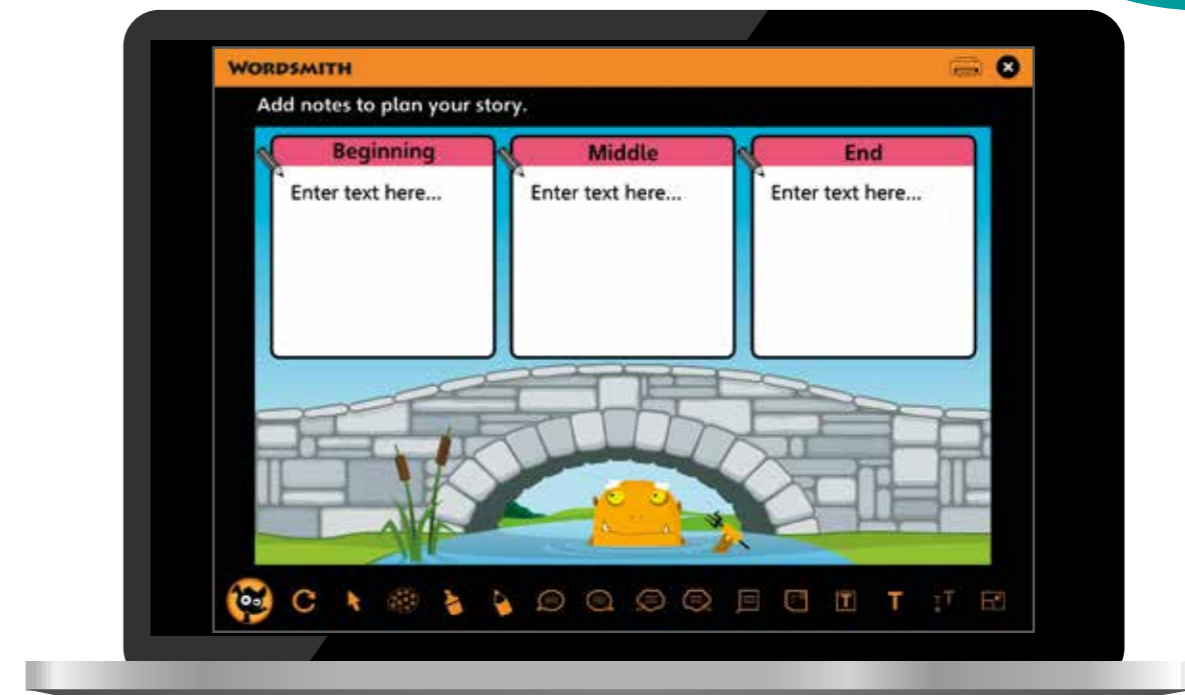 WORDSMITH
Add notes to plan your story.
Beginning
Enter text here...
Middle
Enter text here...
End
Enter text here...
T
T
T T